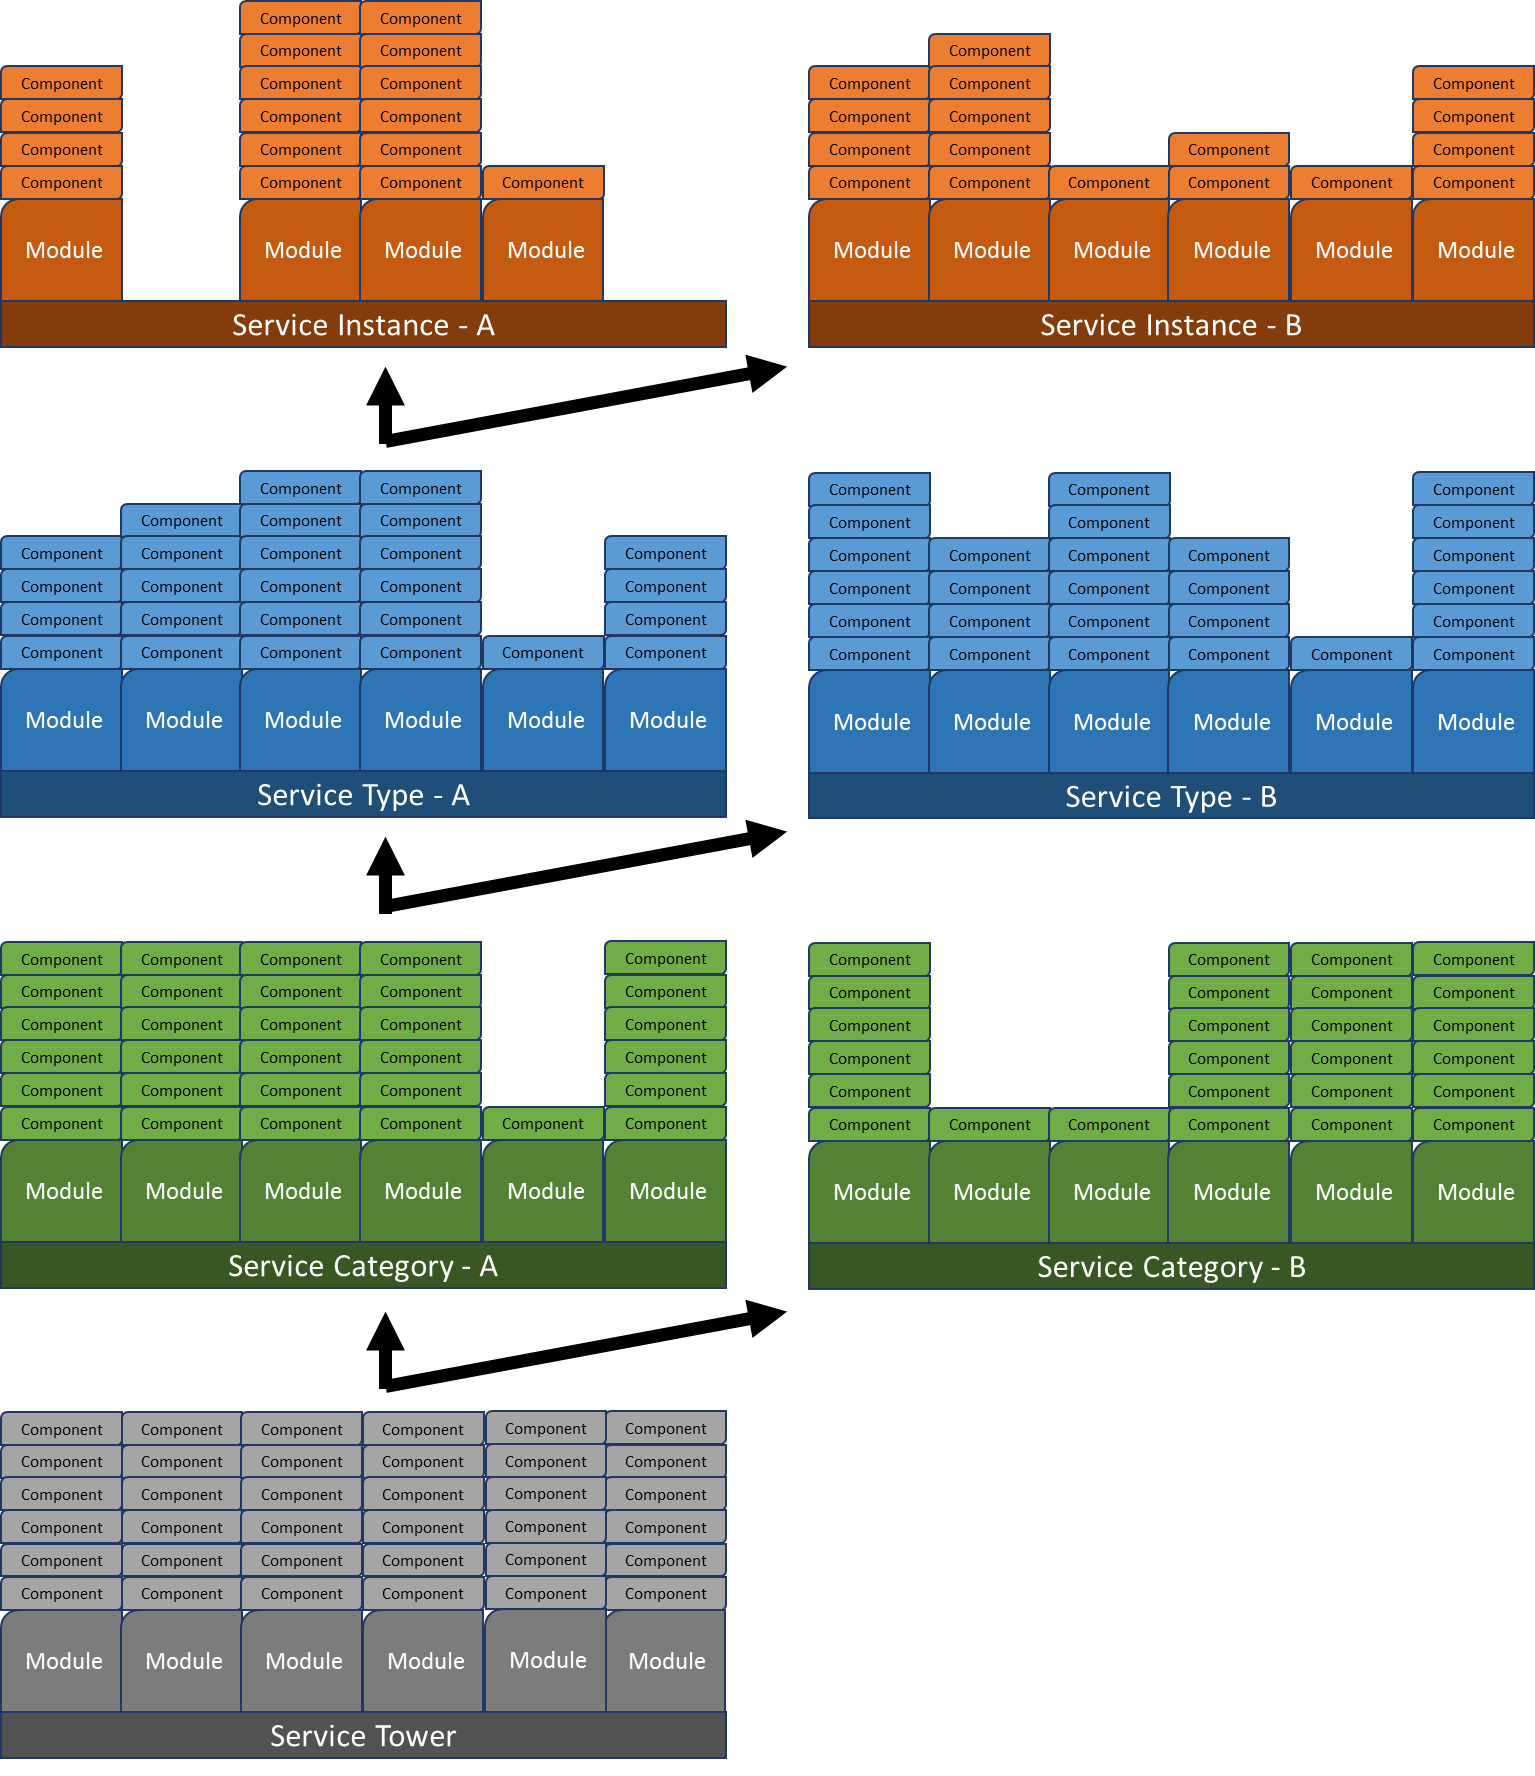 Component Component
Component Component
Component Component Component
Component Component Component
Component Component Component
Component Component Component Component
Module Module Module Module
Service Instance - A
Component
Component Component Component
Component Component Component
Component Component Component Component
Component Component Component Component Component Component
Module Module Module Module Module Module
Service Instance - B
Component Component
Component Component Component
Component Component Component Component Component
Component Component Component Component Component
Component Component Component Component Component
Component Component Component Component Component Component
Module Module Module Module Module Module
Service Type - A
Component Component Component
Component Component Component
Component Component Component Component Component
Component Component Component Component Component
Component Component Component Component Component
Component Component Component Component Component Component
Module Module Module Module Module Module
Service Type - B
Component Component Component Component Component
Component Component Component Component Component
Component Component Component Component Component
Component Component Component Component Component
Component Component Component Component Component
Component Component Component Component Component Component
Module Module Module Module Module Module
Service Category - A
Component Component Component Component
Component Component Component Component
Component Component Component Component
Component Component Component Component
Component Component Component Component
Component Component Component Component Component Component
Module Module Module Module Module Module
Service Category - B
Component Component Component Component Component Component
Component Component Component Component Component Component
Component Component Component Component Component Component
Component Component Component Component Component Component
Component Component Component Component Component Component
Component Component Component Component Component Component
Module Module Module Module Module Module
Service Tower